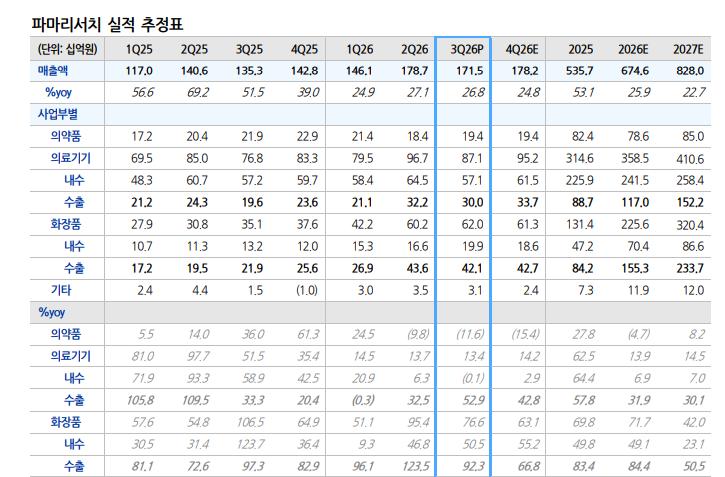 파마리서치 실적 추정표
(단위: 십억원) 1Q25 2Q25 3Q25 4Q25 1Q26 2Q26 3Q26P 4Q26E 2025 2026E 2027E
매출액 117.0 140.6 135.3 142.8 146.1 178.7 171.5 178.2 535.7 674.6 828.0
%yoy 56.6 69.2 51.5 39.0 24.9 27.1 26.8 24.8 53.1 25.9 22.7
사업부별
의약품 17.2 20.4 21.9 22.9 21.4 18.4 19.4 19.4 82.4 78.6 85.0
의료기기 69.5 85.0 76.8 83.3 79.5 96.7 87.1 95.2 314.6 358.5 410.6
내수 48.3 60.7 57.2 59.7 58.4 64.5 57.1 61.5 225.9 241.5 258.4
수출 21.2 24.3 19.6 23.6 21.1 32.2 30.0 33.7 88.7 117.0 152.2
화장품 27.9 30.8 35.1 37.6 42.2 60.2 62.0 61.3 131.4 225.6 320.4
내수 10.7 11.3 13.2 12.0 15.3 16.6 19.9 18.6 47.2 70.4 86.6
수출 17.2 19.5 21.9 25.6 26.9 43.6 42.1 42.7 84.2 155.3 233.7
기타 2.4 4.4 1.5 (1.0) 3.0 3.5 3.1 2.4 7.3 11.9 12.0
%yoy
의약품 5.5 14.0 36.0 61.3 24.5 (9.8) (11.6) (15.4) 27.8 (4.7) 8.2
의료기기 81.0 97.7 51.5 35.4 14.5 13.7 13.4 14.2 62.5 13.9 14.5
내수 71.9 93.3 58.9 42.5 20.9 6.3 (0.1) 2.9 64.4 6.9 7.0
수출 105.8 109.5 33.3 20.4 (0.3) 32.5 52.9 42.8 57.8 31.9 30.1
화장품 57.6 54.8 106.5 64.9 51.1 95.4 76.6 63.1 69.8 71.7 42.0
내수 30.5 31.4 123.7 36.4 9.3 46.8 50.5 55.2 49.8 49.1 23.1
수출 81.1 72.6 97.3 82.9 96.1 123.5 92.3 66.8 83.4 84.4 50.5